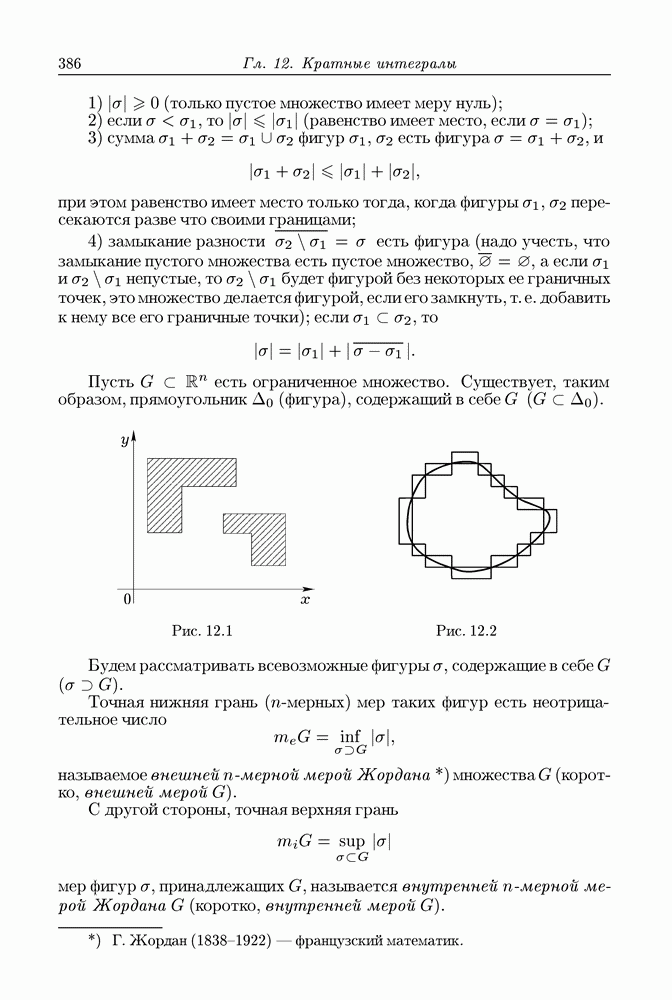 386
Гл. 12. Кратные интегралы
1) |σ| ⩾ 0 (только пустое множество имеет меру нуль);
2) если σ < σ₁, то |σ| ⩽ |σ₁| (равенство имеет место, если σ = σ₁);
3) сумма σ₁ + σ₂ = σ₁ ∪ σ₂ фигур σ₁, σ₂ есть фигура σ = σ₁ + σ₂, и
|σ₁ + σ₂| ⩽ |σ₁| + |σ₂|,
при этом равенство имеет место только тогда, когда фигуры σ₁, σ₂ пере-
секаются разве что своими границами;
4) замыкание разности \overline{σ₂ \ σ₁} = σ есть фигура (надо учесть, что
замыкание пустого множества есть пустое множество, \overline{∅} = ∅, а если σ₁
и σ₂ \ σ₁ непустые, то σ₂ \ σ₁ будет фигурой без некоторых ее граничных
точек, это множество делается фигурой, если его замкнуть, т. е. добавить
к нему все его граничные точки); если σ₁ ⊂ σ₂, то
|σ| = |σ₁| + |\overline{σ − σ₁}|.
Пусть G ⊂ ℝⁿ есть ограниченное множество. Существует, таким
образом, прямоугольник Δ₀ (фигура), содержащий в себе G (G ⊂ Δ₀).
y
0
x
Рис. 12.1
Рис. 12.2
Будем рассматривать всевозможные фигуры σ, содержащие в себе G
(σ ⊃ G).
Точная нижняя грань (n-мерных) мер таких фигур есть неотрица-
тельное число
mₑG = inf |σ|,
σ⊃G
называемое внешней n-мерной мерой Жордана *) множества G (корот-
ко, внешней мерой G).
С другой стороны, точная верхняя грань
mᵢG = sup |σ|
σ⊂G
мер фигур σ, принадлежащих G, называется внутренней n-мерной ме-
рой Жордана G (коротко, внутренней мерой G).
*) Г. Жордан (1838–1922) — французский математик.